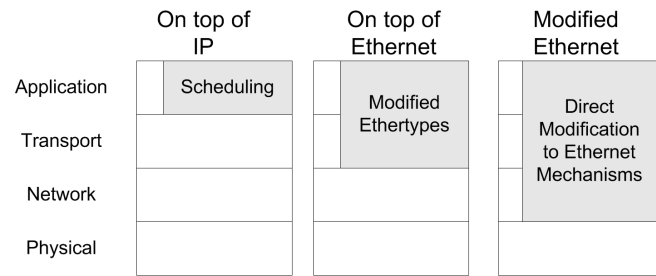 On top of
IP
On top of
Ethernet
Modified
Ethernet
Application
Scheduling
Modified
Ethertypes
Direct
Modification
to Ethernet
Mechanisms
Transport
Network
Physical